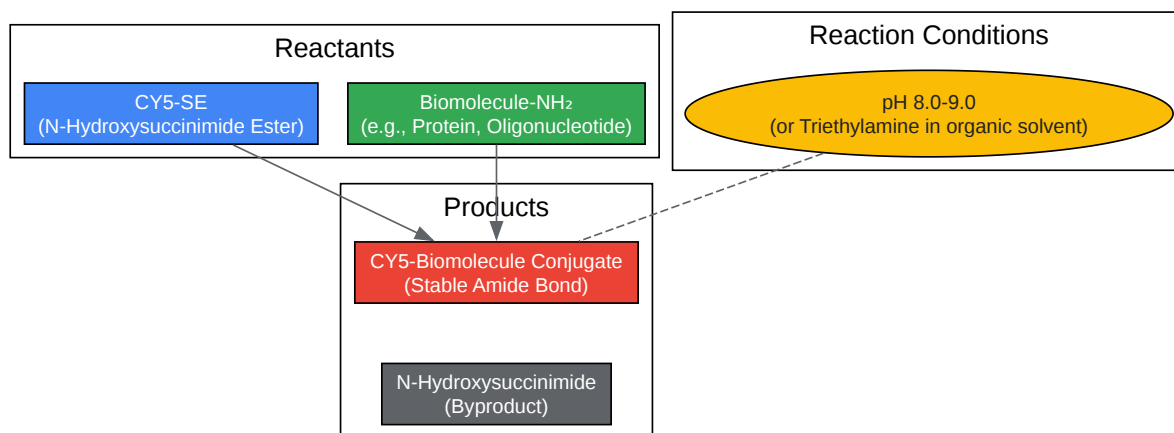 Reactants
CY5-SE
(N-Hydroxysuccinimide Ester)
Biomolecule-NH₂
(e.g., Protein, Oligonucleotide)
Reaction Conditions
pH 8.0-9.0
(or Triethylamine in organic solvent)
Products
CY5-Biomolecule Conjugate
(Stable Amide Bond)
N-Hydroxysuccinimide
(Byproduct)